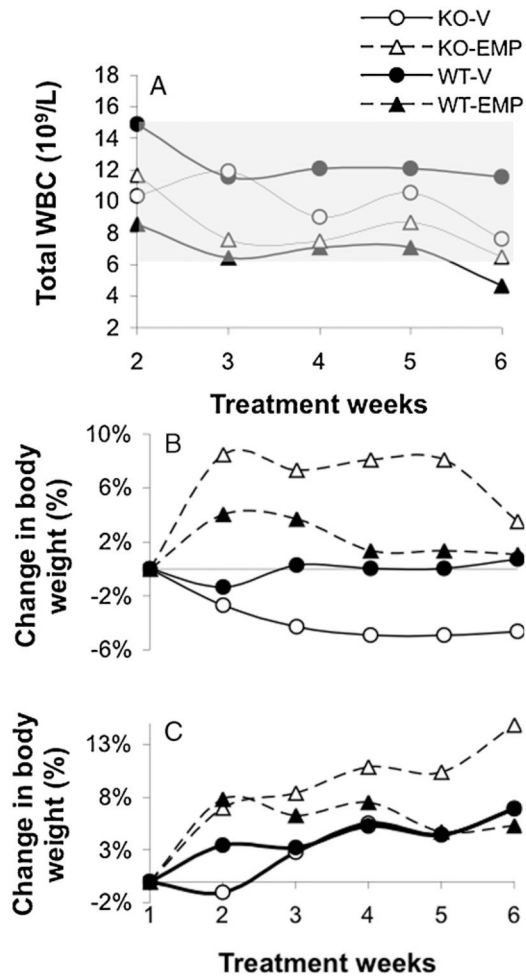 KO-V
KO-EMP
WT-V
WT-EMP
A
Total WBC (10⁹/L)
18
16
14
12
10
8
6
4
2
2 3 4 5 6
Treatment weeks
B
Change in body
weight (%)
10%
6%
2%
-2%
-6%
C
Change in body
weight (%)
13%
8%
3%
-2%
1 2 3 4 5 6
Treatment weeks